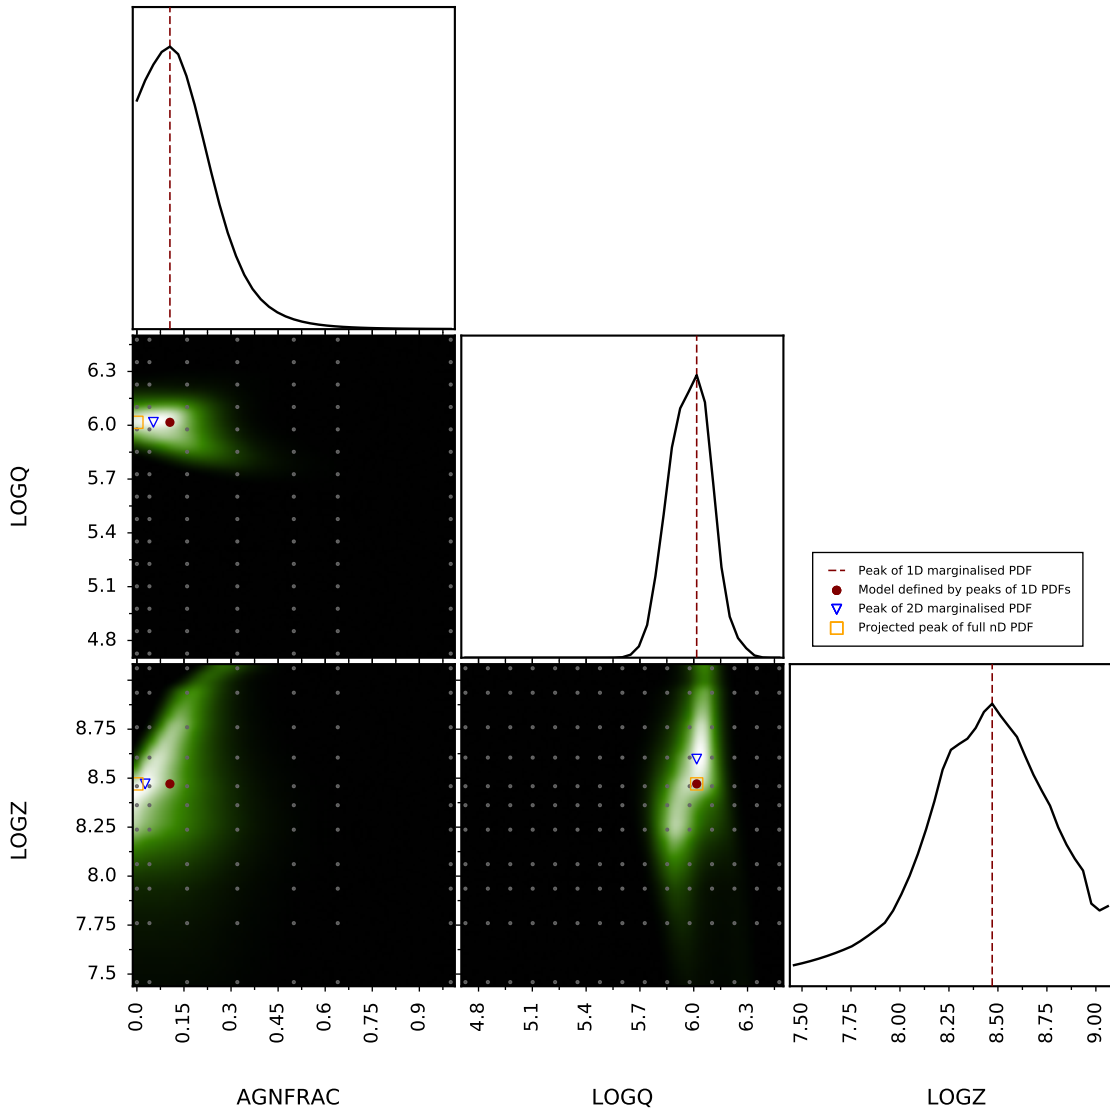 6.3
6.0
5.7
5.4
5.1
4.8
LOGQ
Peak of 1D marginalised PDF
Model defined by peaks of 1D PDFs
Peak of 2D marginalised PDF
Projected peak of full nD PDF
8.75
8.5
8.25
8.0
7.75
7.5
LOGZ
0.0 0.15 0.3 0.45 0.6 0.75 0.9
4.8 5.1 5.4 5.7 6.0 6.3
7.50 7.75 8.00 8.25 8.50 8.75 9.00
AGNFRAC LOGQ LOGZ